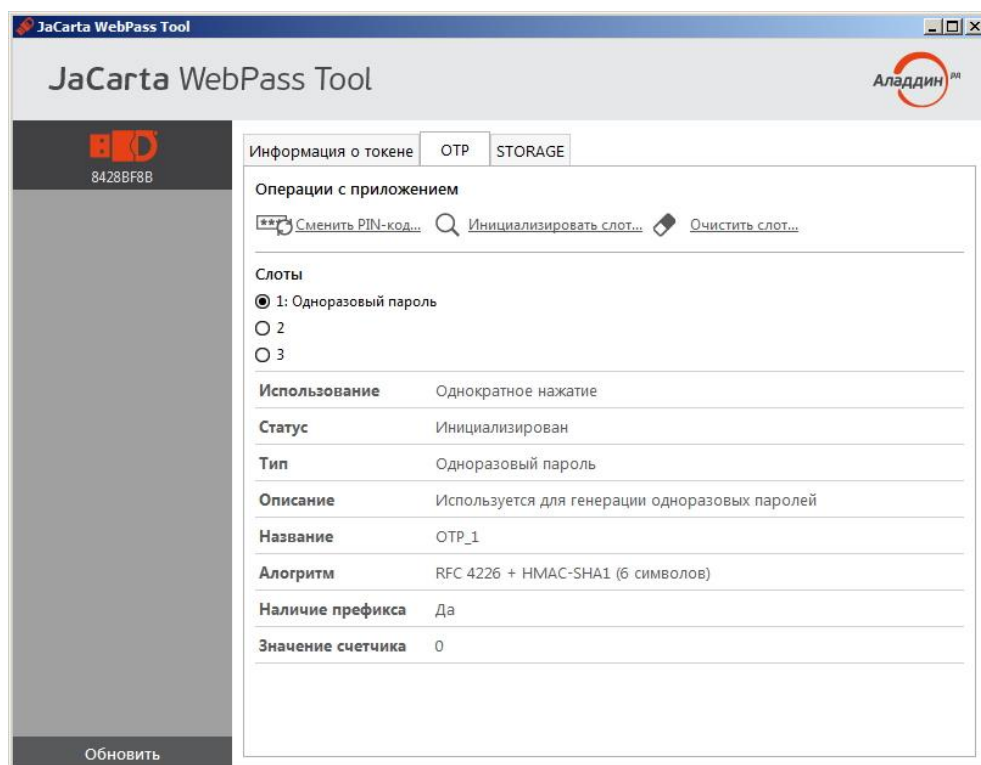 JaCarta WebPass Tool
JaCarta WebPass Tool
Аладдин РД
8428BF8B
Информация о токене OTP STORAGE
Операции с приложением
Сменить PIN-код... Инициализировать слот... Очистить слот...
Слоты
1: Одноразовый пароль
2
3
Использование Однократное нажатие
Статус Инициализирован
Тип Одноразовый пароль
Описание Используется для генерации одноразовых паролей
Название OTP_1
Алогритм RFC 4226 + HMAC-SHA1 (6 символов)
Наличие префикса Да
Значение счетчика 0
Обновить